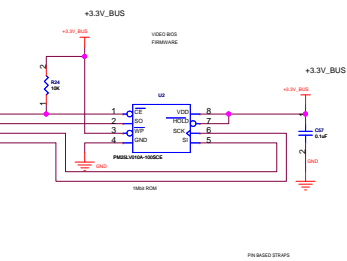 +3.3V_BUS
+3.3V_BUS
VIDEO BIOS
FIRMWARE
2
R24
10K
1
U2
+3.3V_BUS
+3.3V_BUS
1 CE VDD 8
2 SO HOLD 7
3 WP SCK 6
4 GND SI 5
C57
0.1uF
2
GND
GND
PM25LV010A-100SCE
1Mbit ROM
PIN BASED STRAPS